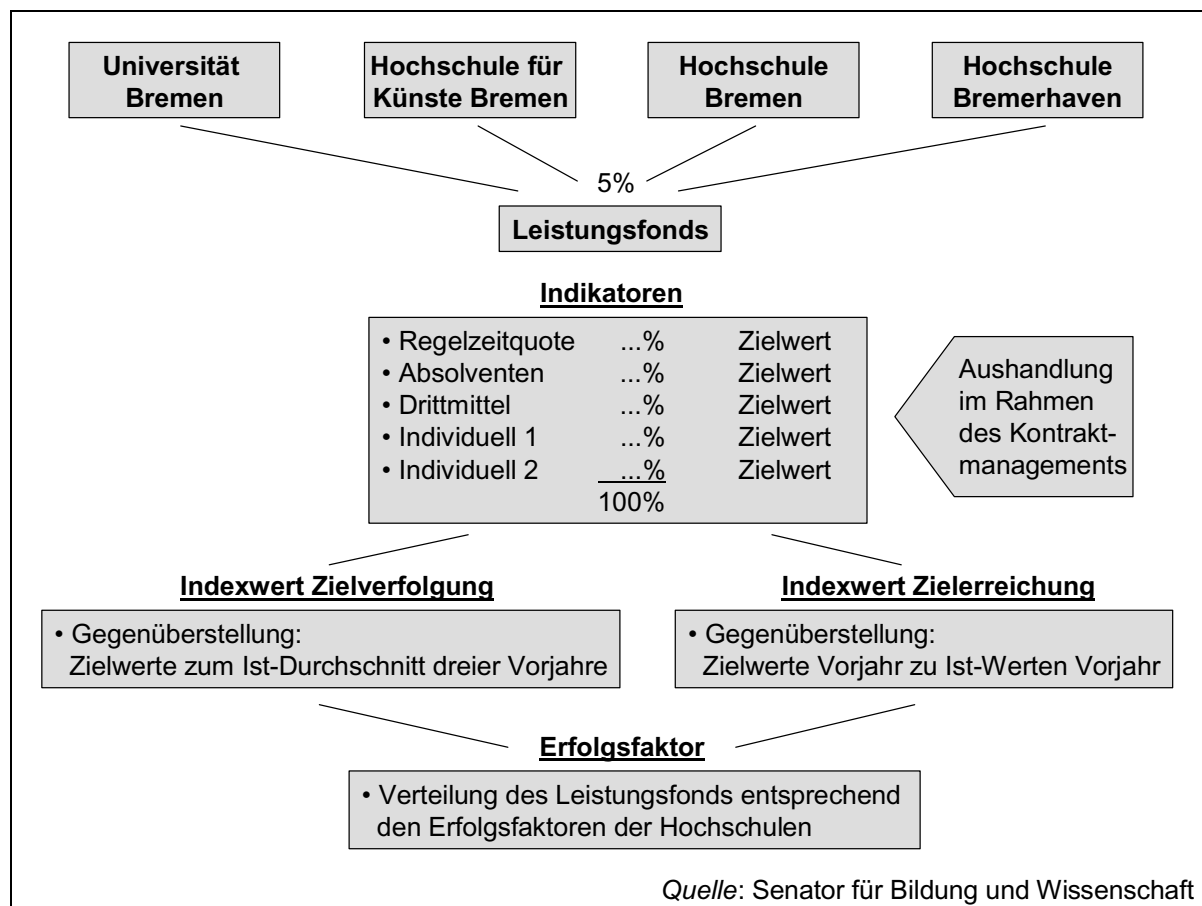 Universität
Bremen
Hochschule für
Künste Bremen
Hochschule
Bremen
Hochschule
Bremerhaven
5%
Leistungsfonds
Indikatoren
• Regelzeitquote ...% Zielwert
• Absolventen ...% Zielwert
• Drittmittel ...% Zielwert
• Individuell 1 ...% Zielwert
• Individuell 2 ...% Zielwert
100%
Aushandlung
im Rahmen
des Kontrakt-
managements
Indexwert Zielverfolgung
• Gegenüberstellung:
Zielwerte zum Ist-Durchschnitt dreier Vorjahre
Indexwert Zielerreichung
• Gegenüberstellung:
Zielwerte Vorjahr zu Ist-Werten Vorjahr
Erfolgsfaktor
• Verteilung des Leistungsfonds entsprechend
den Erfolgsfaktoren der Hochschulen
Quelle: Senator für Bildung und Wissenschaft